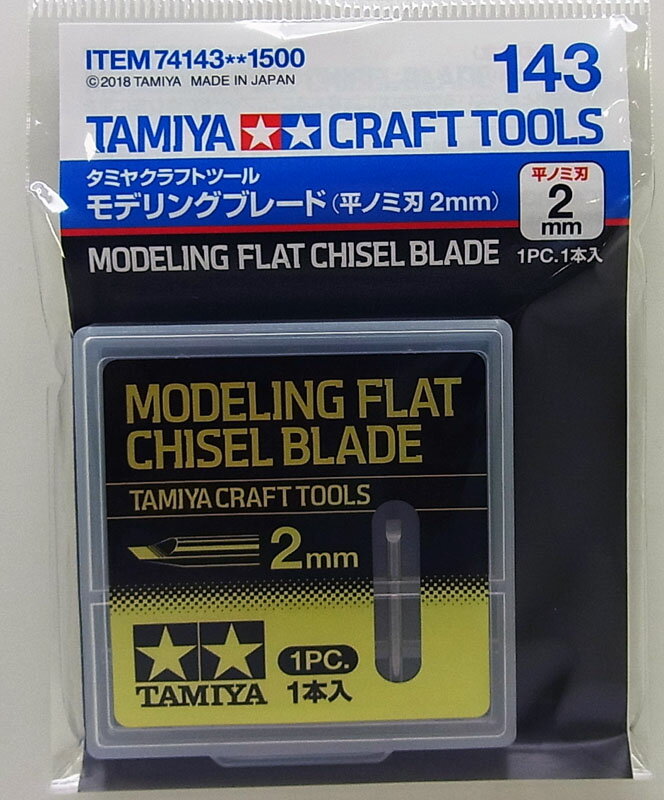 ITEM 74143**1500
143
©2018 TAMIYA MADE IN JAPAN
TAMIYA CRAFT TOOLS
タミヤクラフトツール
モデリングブレード(平ノミ刃 2mm)
平ノミ刃
2
mm
MODELING FLAT CHISEL BLADE
1PC. 1本入
MODELING FLAT
CHISEL BLADE
TAMIYA CRAFT TOOLS
2mm
TAMIYA
1PC.
1本入